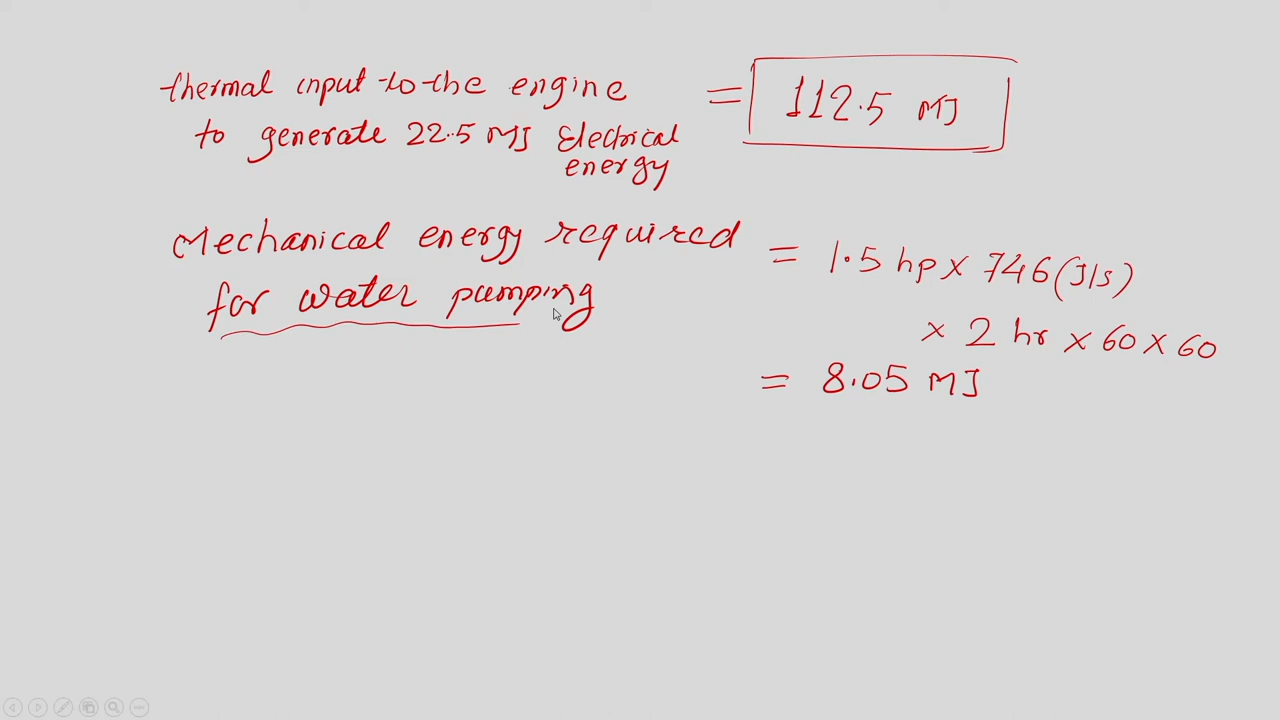 thermal input to the engine = 112.5 MJ
to generate 22.5 MJ Electrical
energy
Mechanical energy required = 1.5 hp x 746 (J/s)
for water pumping x 2 hr x 60 x 60
= 8.05 MJ